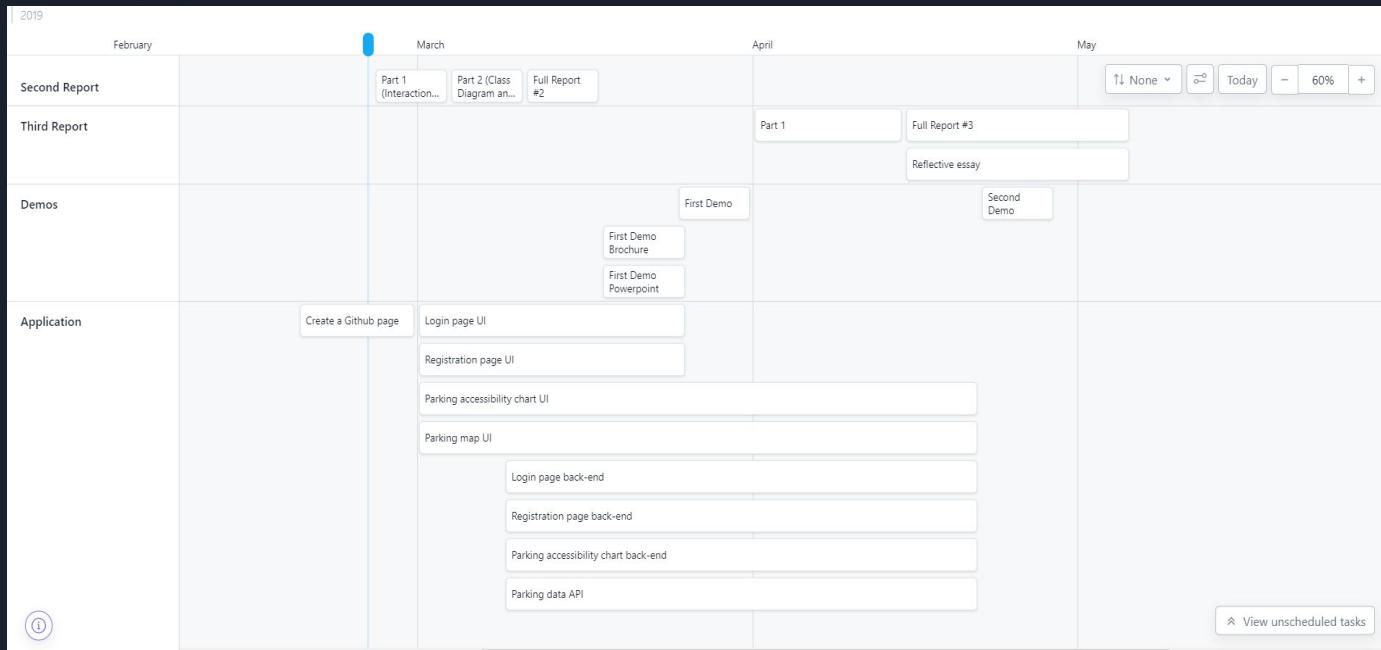 2019
February
March
April
May
Second Report
Part 1
(Interaction...
Part 2 (Class
Diagram an...
Full Report
#2
None
Today
−
60%
+
Third Report
Part 1
Full Report #3
Reflective essay
Demos
First Demo
Second
Demo
First Demo
Brochure
First Demo
Powerpoint
Application
Create a Github page
Login page UI
Registration page UI
Parking accessibility chart UI
Parking map UI
Login page back-end
Registration page back-end
Parking accessibility chart back-end
Parking data API
View unscheduled tasks